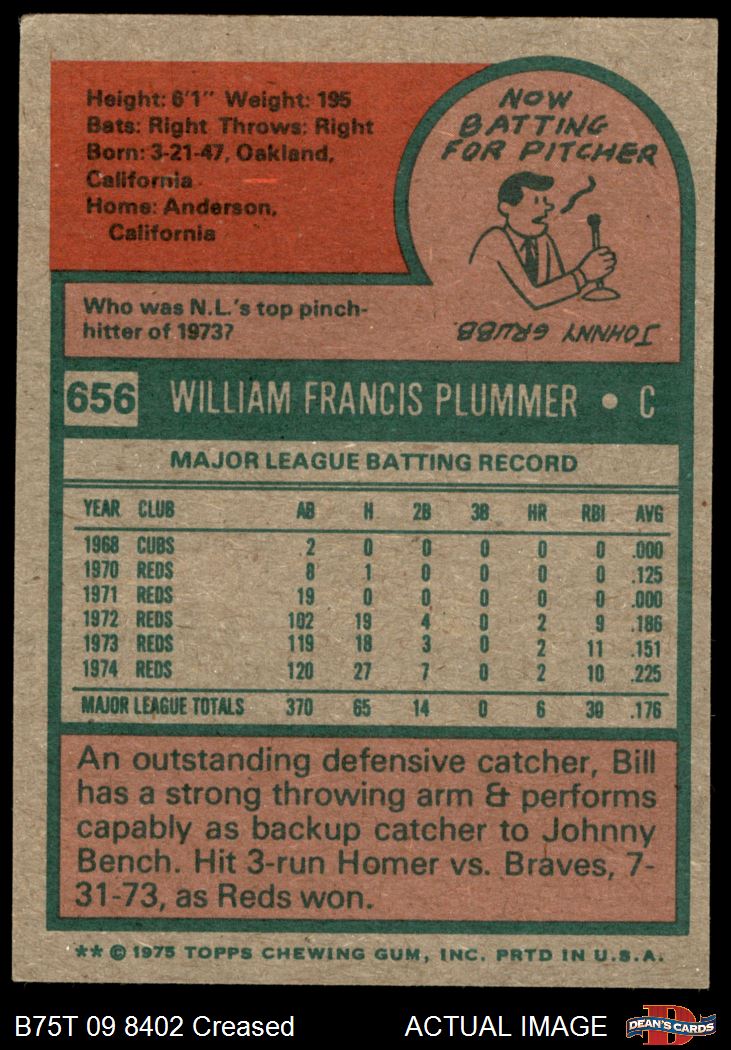 Height: 6'1" Weight: 195
Bats: Right Throws: Right
Born: 3-21-47, Oakland,
California
Home: Anderson,
California
NOW
BATTING
FOR PITCHER
Who was N.L.'s top pinch-
hitter of 1973?
JOHNNY GRUBB.
656 WILLIAM FRANCIS PLUMMER • C
MAJOR LEAGUE BATTING RECORD
YEAR CLUB AB H 2B 3B HR RBI AVG
1968 CUBS 2 0 0 0 0 0 .000
1970 REDS 8 1 0 0 0 0 .125
1971 REDS 19 0 0 0 0 0 .000
1972 REDS 102 19 4 0 2 9 .186
1973 REDS 119 18 3 0 2 11 .151
1974 REDS 120 27 7 0 2 10 .225
MAJOR LEAGUE TOTALS 370 65 14 0 6 30 .176
An outstanding defensive catcher, Bill
has a strong throwing arm & performs
capably as backup catcher to Johnny
Bench. Hit 3-run Homer vs. Braves, 7-
31-73, as Reds won.
** © 1975 TOPPS CHEWING GUM, INC. PRTD IN U.S.A.
B75T 09 8402 Creased ACTUAL IMAGE
D
DEAN'S CARDS